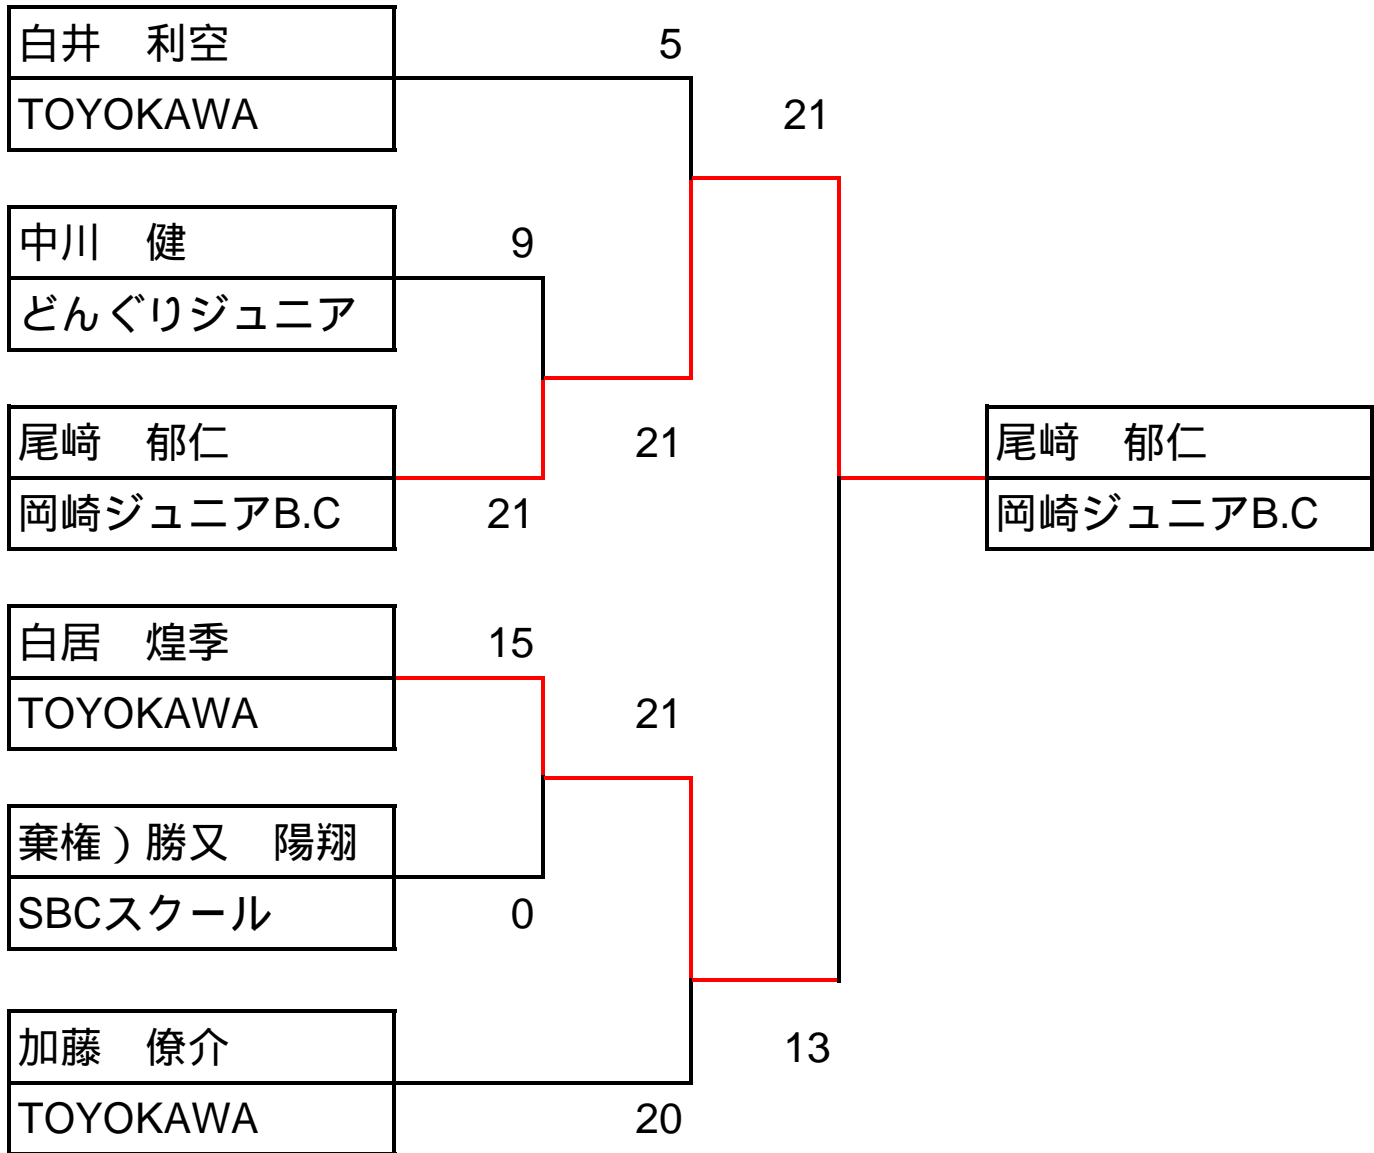 白井　利空
5
TOYOKAWA
21
中川　健
9
どんぐりジュニア
尾﨑　郁仁
21
尾﨑　郁仁
岡崎ジュニアB.C
21
岡崎ジュニアB.C
白居　煌季
15
TOYOKAWA
21
棄権）勝又　陽翔
SBCスクール
0
加藤　僚介
13
TOYOKAWA
20